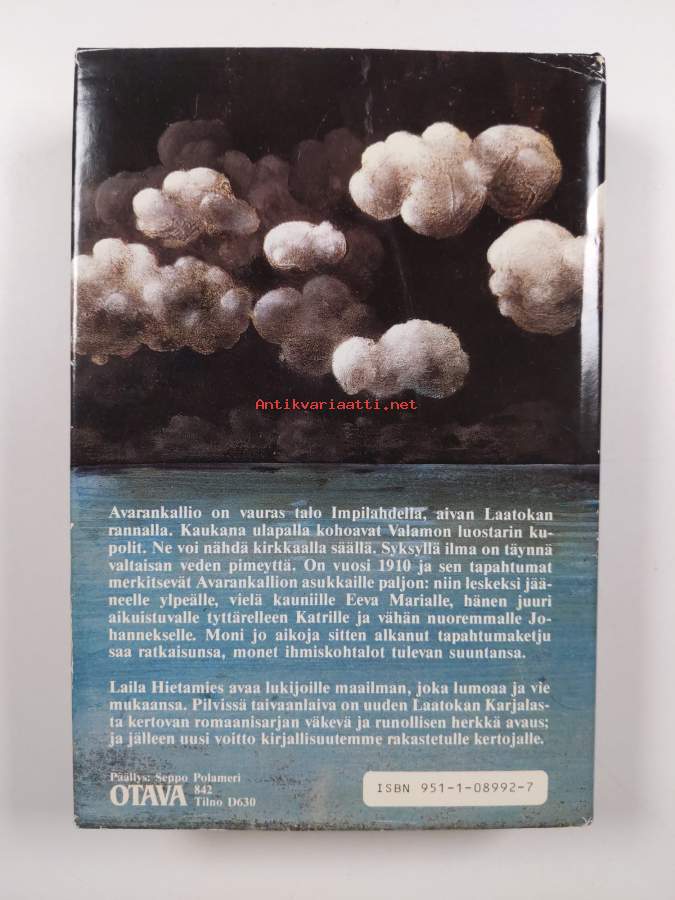 Antikvariaatti.net
Avarankallio on vauras talo Impilahdella, aivan Laatokan
rannalla. Kaukana ulapalla kohoavat Valamon luostarin ku-
polit. Ne voi nähdä kirkkaalla säällä. Syksyllä ilma on täynnä
valtaisan veden pimeyttä. On vuosi 1910 ja sen tapahtumat
merkitsevät Avarankallion asukkaille paljon: niin leskeksi jää-
neelle ylpeälle, vielä kauniille Eeva Marialle, hänen juuri
aikuistuvalle tyttärelleen Katrille ja vähän nuoremmalle Jo-
hannekselle. Moni jo aikoja sitten alkanut tapahtumaketju
saa ratkaisunsa, monet ihmiskohtalot tulevan suuntansa.
Laila Hietamies avaa lukijoille maailman, joka lumoaa ja vie
mukaansa. Pilvissä taivaanlaiva on uuden Laatokan Karjalas-
ta kertovan romaanisarjan väkevä ja runollisen herkkä avaus;
ja jälleen uusi voitto kirjallisuutemme rakastetulle kertojalle.
Päällys: Seppo Polameri
OTAVA 842
Tilno D630
ISBN 951-1-08992-7